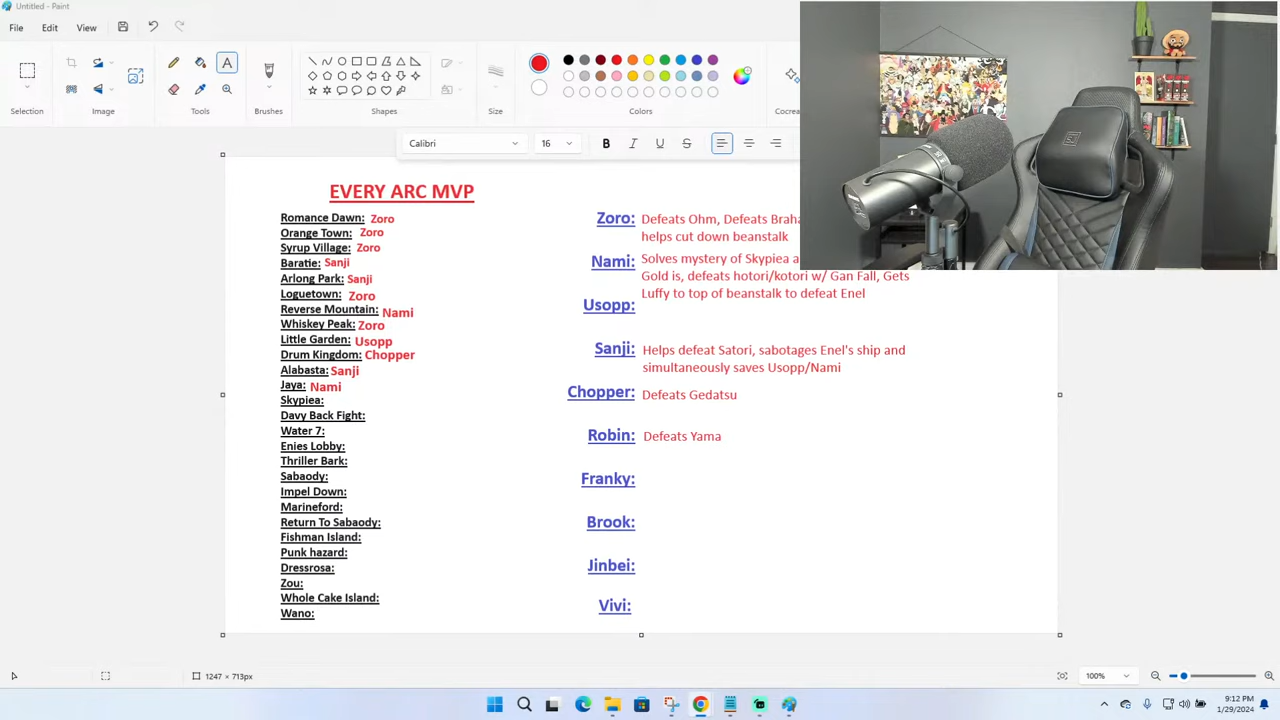 Untitled - Paint
File Edit View
Selection
Image
Tools
Brushes
Shapes
Size
Colors
Calibri
16
B I U S
EVERY ARC MVP
Romance Dawn: Zoro
Orange Town: Zoro
Syrup Village: Zoro
Baratie: Sanji
Arlong Park: Sanji
Loguetown: Zoro
Reverse Mountain: Nami
Whiskey Peak: Zoro
Little Garden: Usopp
Drum Kingdom: Chopper
Alabasta: Sanji
Jaya: Nami
Skypiea:
Davy Back Fight:
Water 7:
Enies Lobby:
Thriller Bark:
Sabaody:
Impel Down:
Marineford:
Return To Sabaody:
Fishman Island:
Punk hazard:
Dressrosa:
Zou:
Whole Cake Island:
Wano:
Zoro: Defeats Ohm, Defeats
helps cut down beanstalk
Nami: Solves mystery of Skypiea
Gold is, defeats hotori/kotori w/ Gan Fall, Gets
Luffy to top of beanstalk to defeat Enel
Usopp:
Sanji: Helps defeat Satori, sabotages Enel's ship and
simultaneously saves Usopp/Nami
Chopper: Defeats Gedatsu
Robin: Defeats Yama
Franky:
Brook:
Jinbei:
Vivi:
1247 × 713px
100%
9:12 PM
1/29/2024